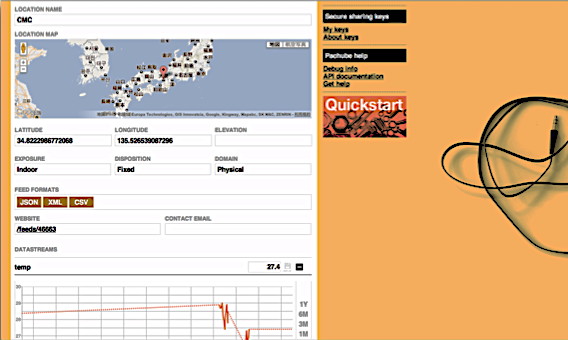 LOCATION NAME
CMC
LOCATION MAP
LATITUDE
LONGITUDE
ELEVATION
34.8222986772068
135.526539087296
EXPOSURE
DISPOSITION
DOMAIN
Indoor
Fixed
Physical
FEED FORMATS
JSON
XML
CSV
WEBSITE
CONTACT EMAIL
/feeds/46663
DATASTREAMS
temp
27.4
30
29
28
27
1Y
6M
3M
1M
Secure sharing keys
My keys
About keys
Pachube help
Debug info
API documentation
Get help
Quickstart